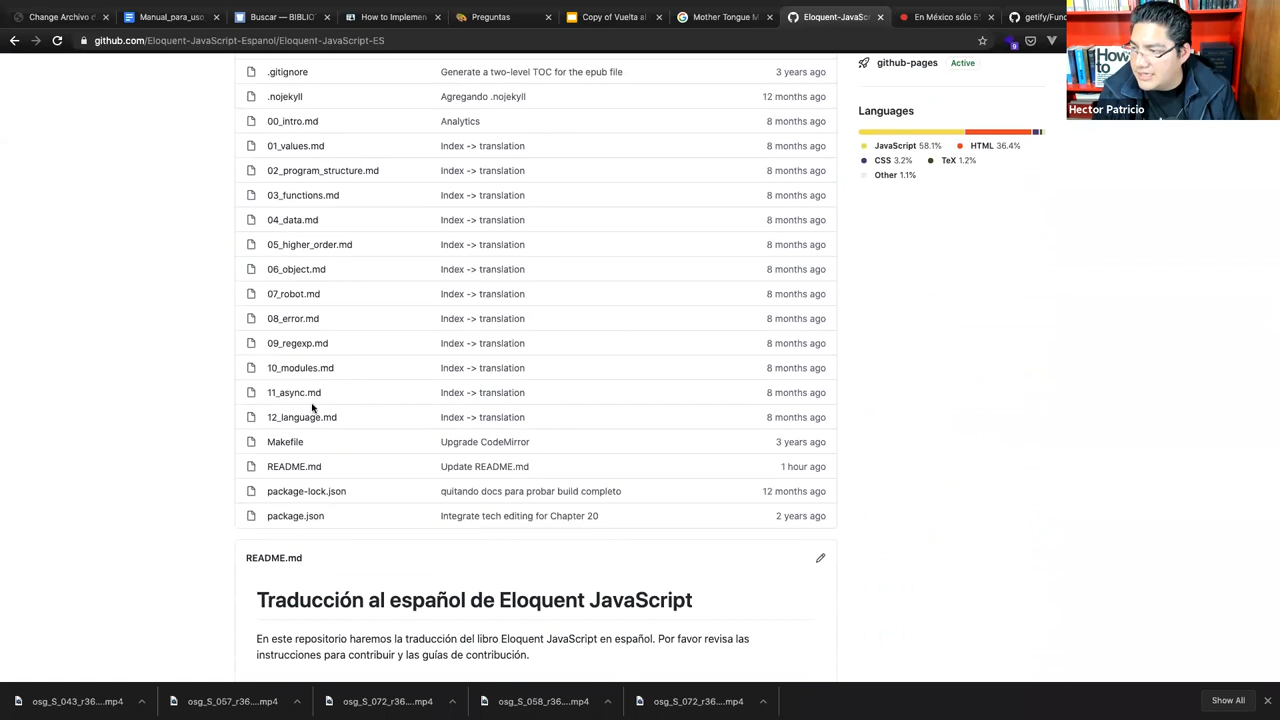 Change Archivo d
Manual_para_uso
Buscar — BIBLIC
How to Implemen
Preguntas
Copy of Vuelta al
Mother Tongue M
Eloquent-JavaScr
En México sólo 5
getify/Func
github.com/Eloquent-JavaScript-Espanol/Eloquent-JavaScript-ES
9
How
to
Hector Patricio
.gitignore Generate a two-level TOC for the epub file 3 years ago
.nojekyll Agregando .nojekyll 12 months ago
00_intro.md Analytics 8 months ago
01_values.md Index -> translation 8 months ago
02_program_structure.md Index -> translation 8 months ago
03_functions.md Index -> translation 8 months ago
04_data.md Index -> translation 8 months ago
05_higher_order.md Index -> translation 8 months ago
06_object.md Index -> translation 8 months ago
07_robot.md Index -> translation 8 months ago
08_error.md Index -> translation 8 months ago
09_regexp.md Index -> translation 8 months ago
10_modules.md Index -> translation 8 months ago
11_async.md Index -> translation 8 months ago
12_language.md Index -> translation 8 months ago
Makefile Upgrade CodeMirror 3 years ago
README.md Update README.md 1 hour ago
package-lock.json quitando docs para probar build completo 12 months ago
package.json Integrate tech editing for Chapter 20 2 years ago
github-pages Active
Languages
JavaScript 58.1% HTML 36.4%
CSS 3.2% TeX 1.2%
Other 1.1%
README.md
Traducción al español de Eloquent JavaScript
En este repositorio haremos la traducción del libro Eloquent JavaScript en español. Por favor revisa las
instrucciones para contribuir y las guías de contribución.
osg_S_043_r36....mp4
osg_S_057_r36....mp4
osg_S_072_r36....mp4
osg_S_058_r36....mp4
osg_S_072_r36....mp4
Show All